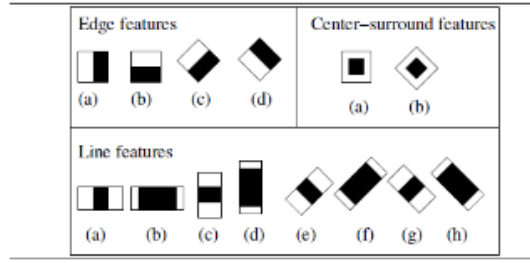 Edge features
(a) (b) (c) (d)
Center-surround features
(a) (b)
Line features
(a) (b) (c) (d) (e) (f) (g) (h)